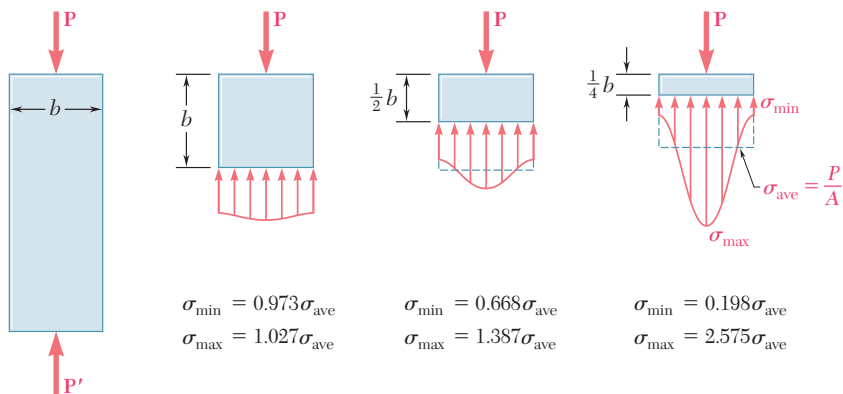 P
P
P
P
b
b
1/2 b
1/4 b
σmin
σave = P/A
σmax
σmin = 0.973σave
σmax = 1.027σave
σmin = 0.668σave
σmax = 1.387σave
σmin = 0.198σave
σmax = 2.575σave
P′